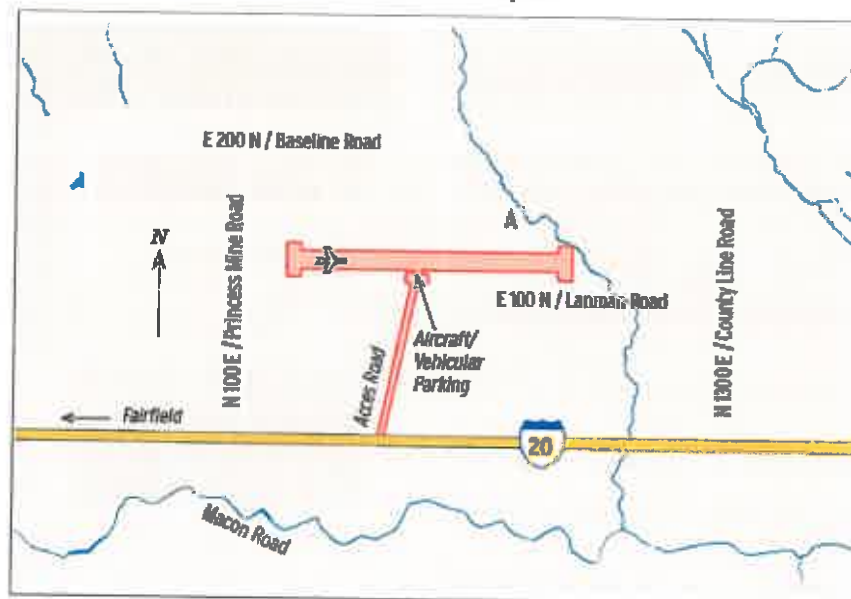 E 200 N / Baseline Road
N 100 E / Princess Mine Road
N
A
E 100 N / Lanman Road
N 1300 E / County Line Road
Aircraft/
Vehicular
Parking
Acces Road
Fairfield
20
Macon Road